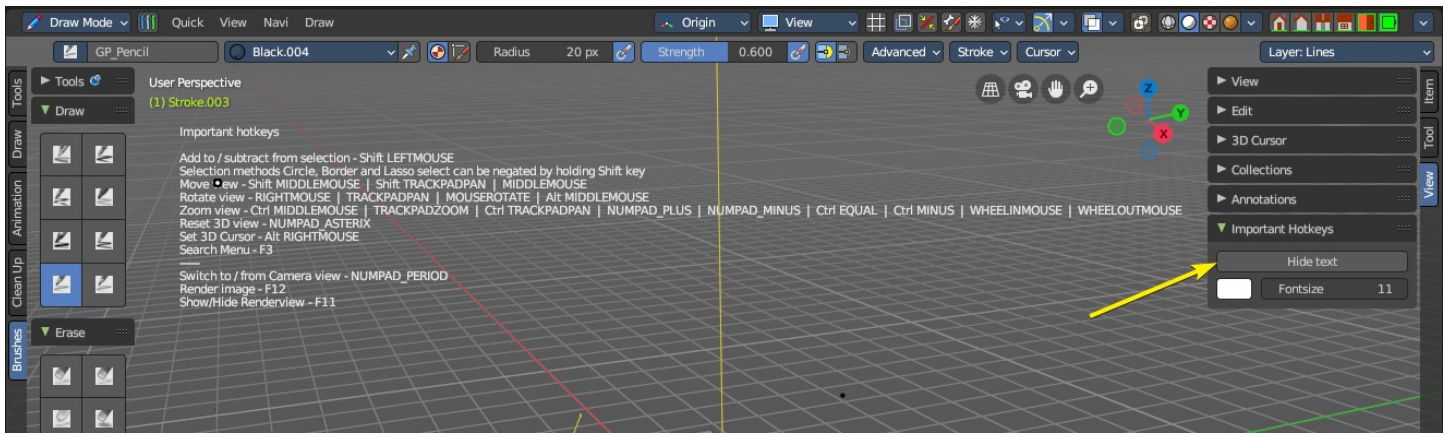 Draw Mode Quick View Navi Draw Origin View
GP_Pencil Black.004 Radius 20 px Strength 0.600 Advanced Stroke Cursor Layer: Lines
Tools
Draw
Animation
Clean Up
Brushes
Tools
Draw
Erase
User Perspective
(1) Stroke.003
Important hotkeys
Add to / subtract from selection - Shift LEFTMOUSE
Selection methods Circle, Border and Lasso select can be negated by holding Shift key
Move ew - Shift MIDDLEMOUSE | Shift TRACKPADPAN | MIDDLEMOUSE
Rotate view - RIGHTMOUSE | TRACKPADPAN | MOUSEROTATE | Alt MIDDLEMOUSE
Zoom view - Ctrl MIDDLEMOUSE | TRACKPADZOOM | Ctrl TRACKPADPAN | NUMPAD_PLUS | NUMPAD_MINUS | Ctrl EQUAL | Ctrl MINUS | WHEELINMOUSE | WHEELOUTMOUSE
Reset 3D view - NUMPAD_ASTERIX
Set 3D Cursor - Alt RIGHTMOUSE
Search Menu - F3
Switch to / from Camera view - NUMPAD_PERIOD
Render image - F12
Show/Hide Renderview - F11
Z
Y
X
View
Edit
3D Cursor
Collections
Annotations
Important Hotkeys
Hide text
Fontsize 11
Item
Tool
View